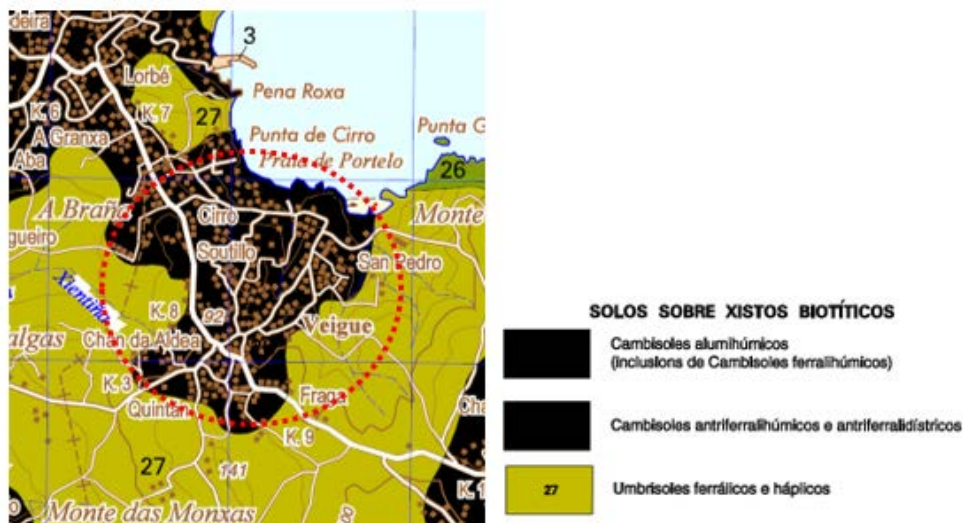 3
Lorbé
Pena Roxa
K. 6
K. 7
27
A Granxa
Punta de Cirro
Punta G
Aba
Praia de Portelo
26
A Braña
Cirro
Monte
gueiro
Soutillo
San Pedro
Xientiña
K. 8
92
Veigue
algas
Chan da Aldea
K. 3
Fraga
Cha
Quintán
K. 9
27
141
K. 1
Monte das Monxas
SOLOS SOBRE XISTOS BIOTÍTICOS
Cambisoles alumihúmicos
(inclusions de Cambisoles ferralihúmicos)
Cambisoles antriferralihúmicos e antriferralidístricos
27
Umbrisoles ferrálicos e háplicos